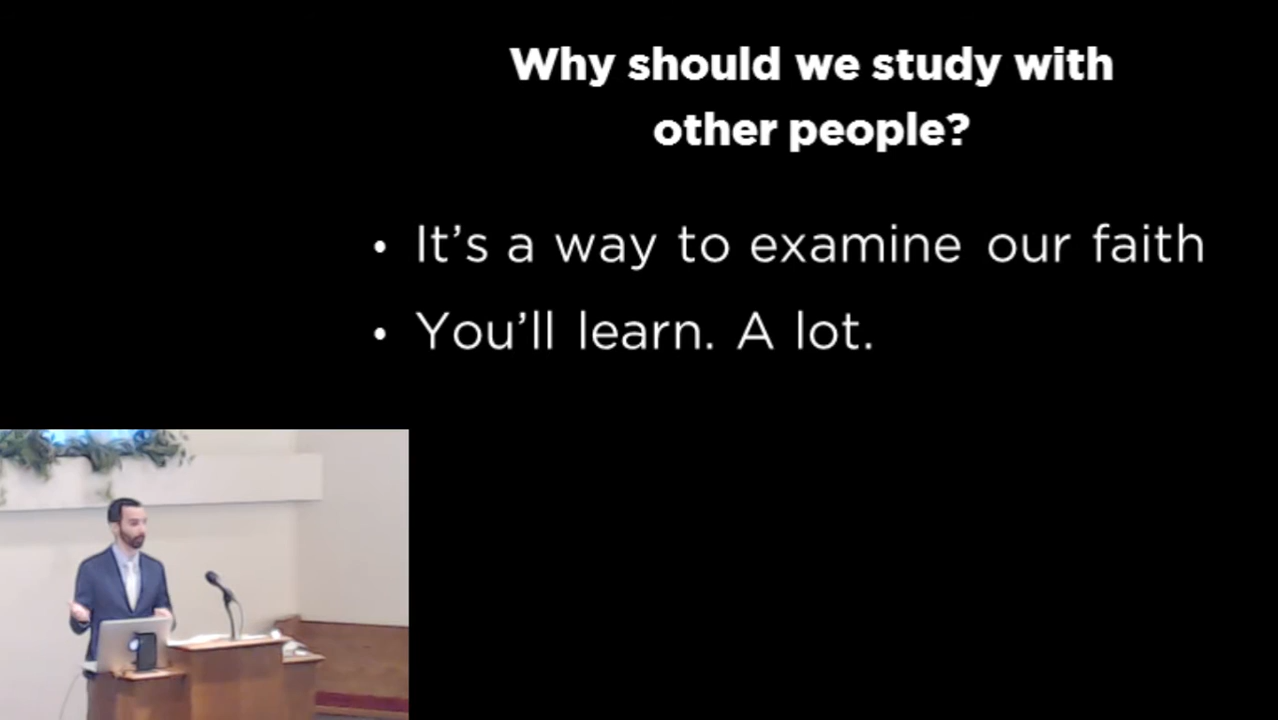 Why should we study with
other people?
• It's a way to examine our faith
• You'll learn. A lot.